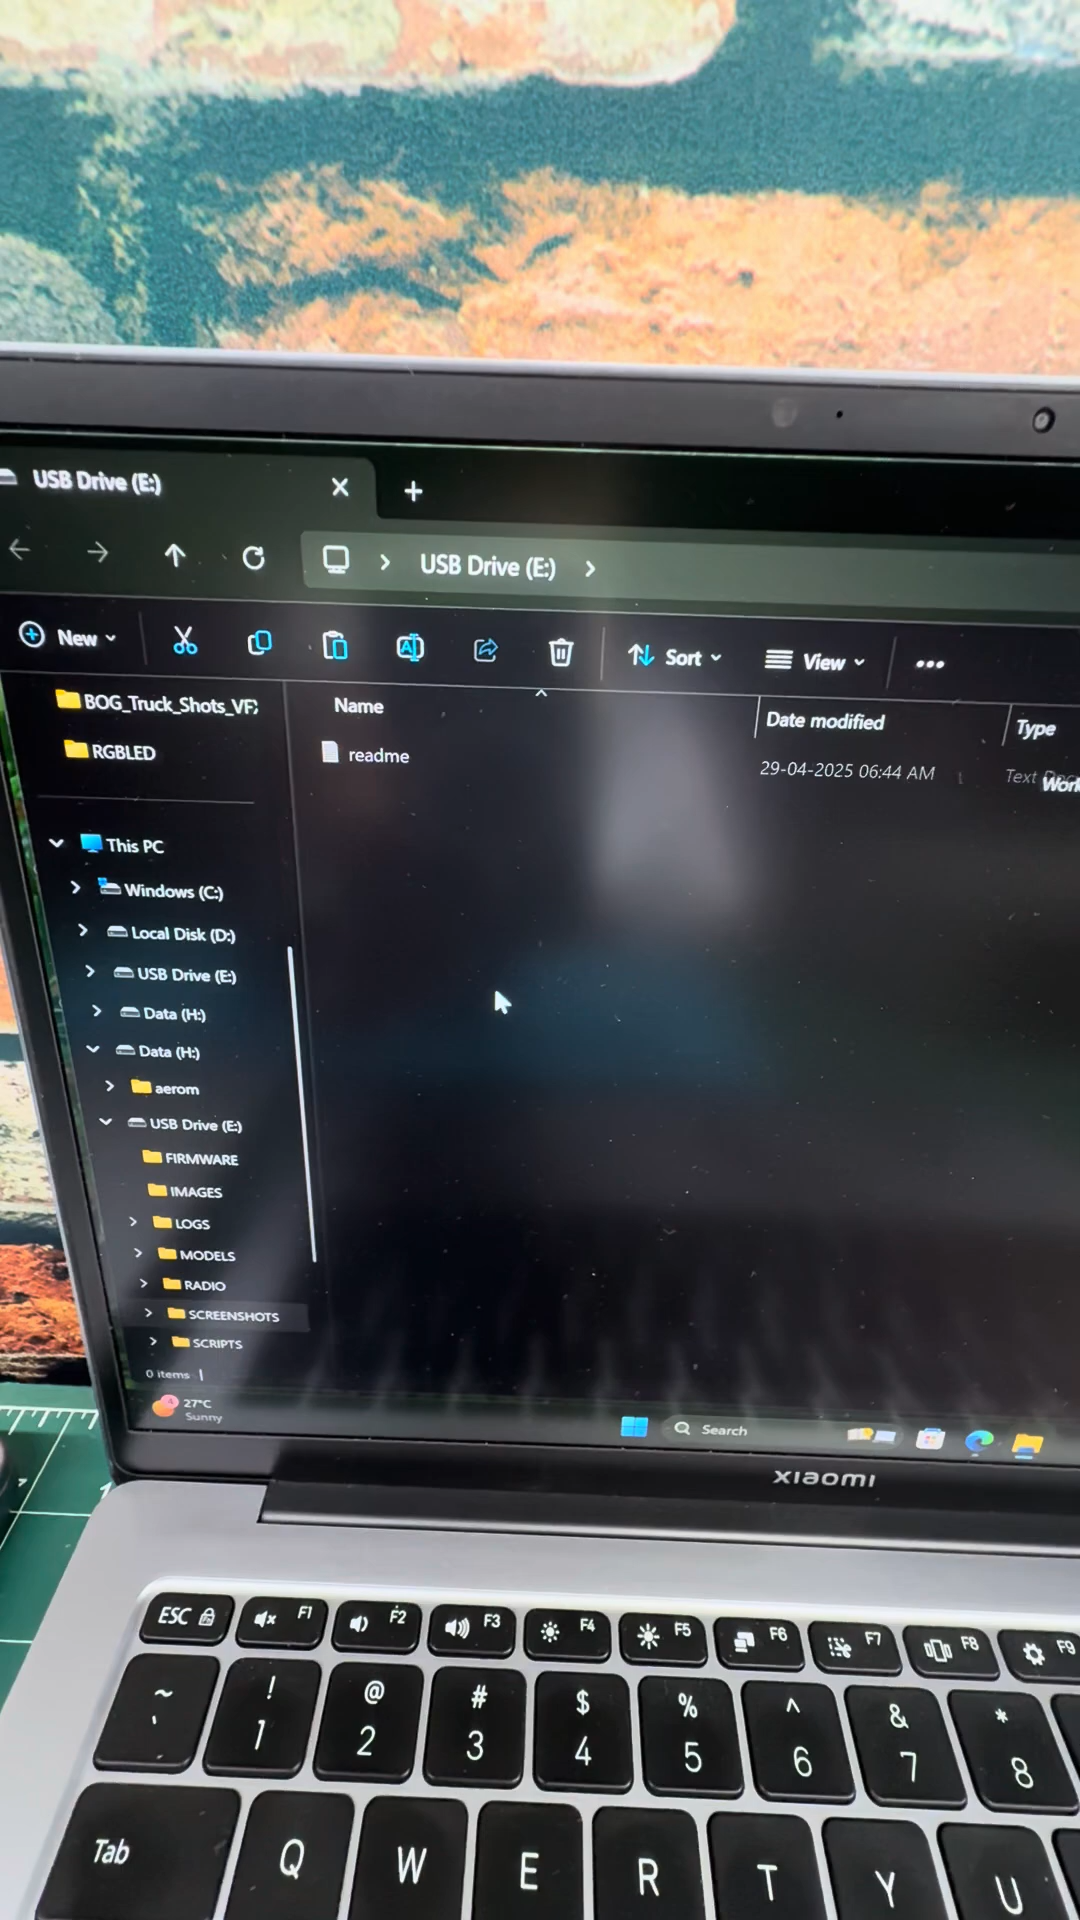 USB Drive (E:)
USB Drive (E:)
New
Sort
View
BOG_Truck_Shots_VF
RGBLED
Name
Date modified
Type
readme
29-04-2025 06:44 AM
Text
This PC
Windows (C:)
Local Disk (D:)
USB Drive (E:)
Data (H:)
Data (H:)
aerom
USB Drive (E:)
FIRMWARE
IMAGES
LOGS
MODELS
RADIO
SCREENSHOTS
SCRIPTS
0 items
27°C
Sunny
Search
xiaomi
ESC F1 F2 F3 F4 F5 F6 F7 F8 F9
~ ! @ # $ % ^ & *
` 1 2 3 4 5 6 7 8
Tab Q W E R T Y U